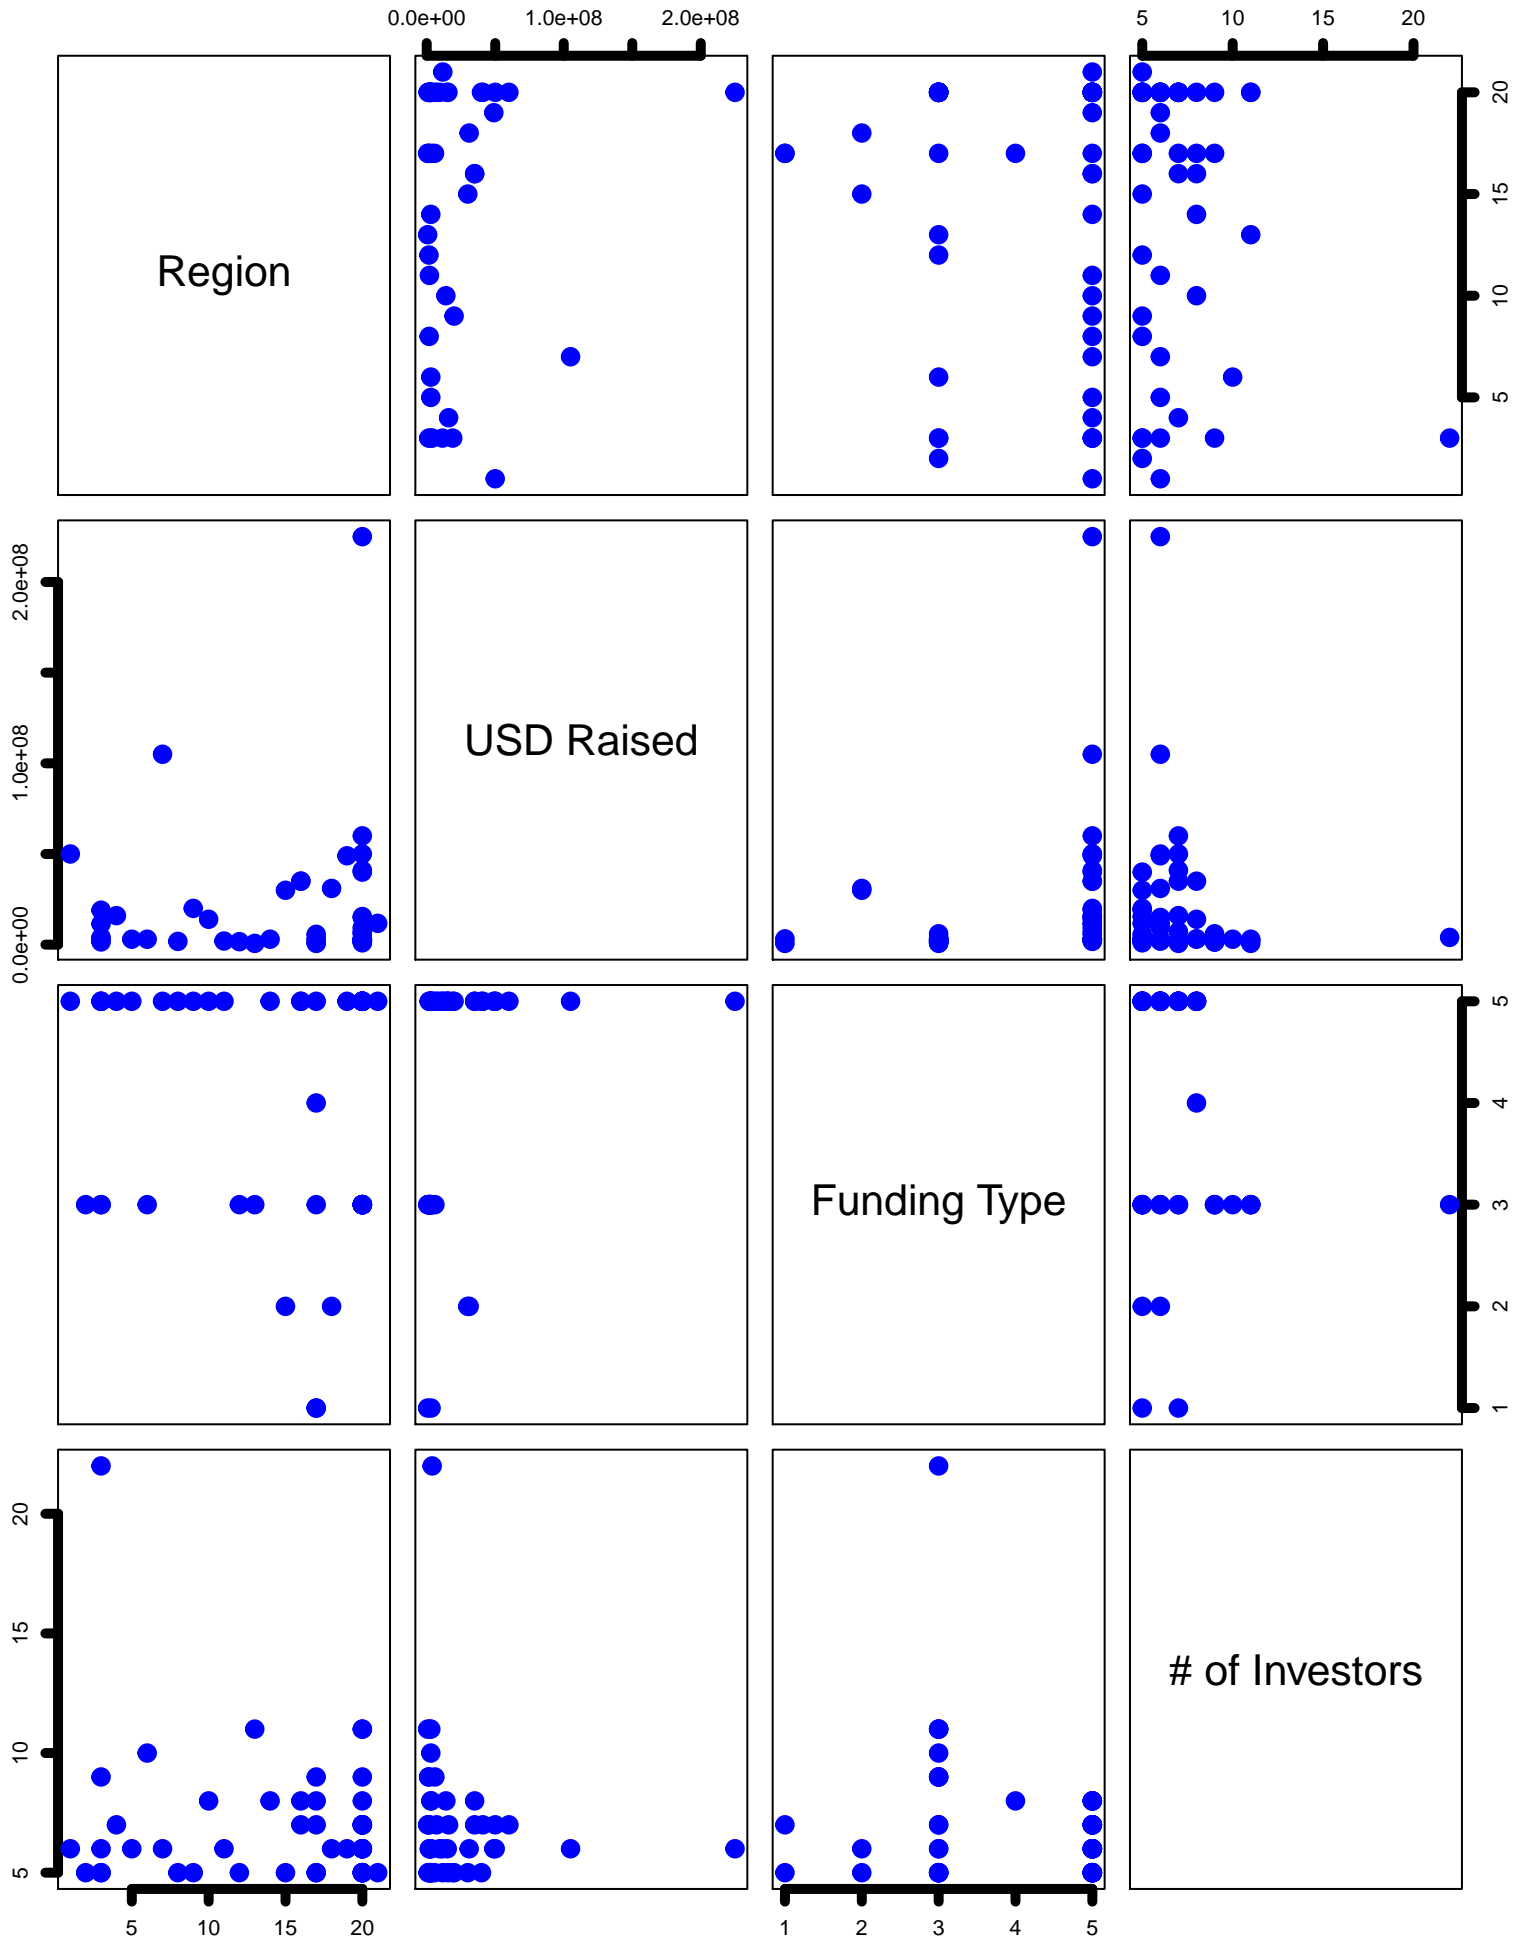 0.0e+00 1.0e+08 2.0e+08 5 10 15 20
Region
5 10 15 20
0.0e+00 1.0e+08 2.0e+08
USD Raised
Funding Type
1 2 3 4 5
5 10 15 20
# of Investors
5 10 15 20 1 2 3 4 5